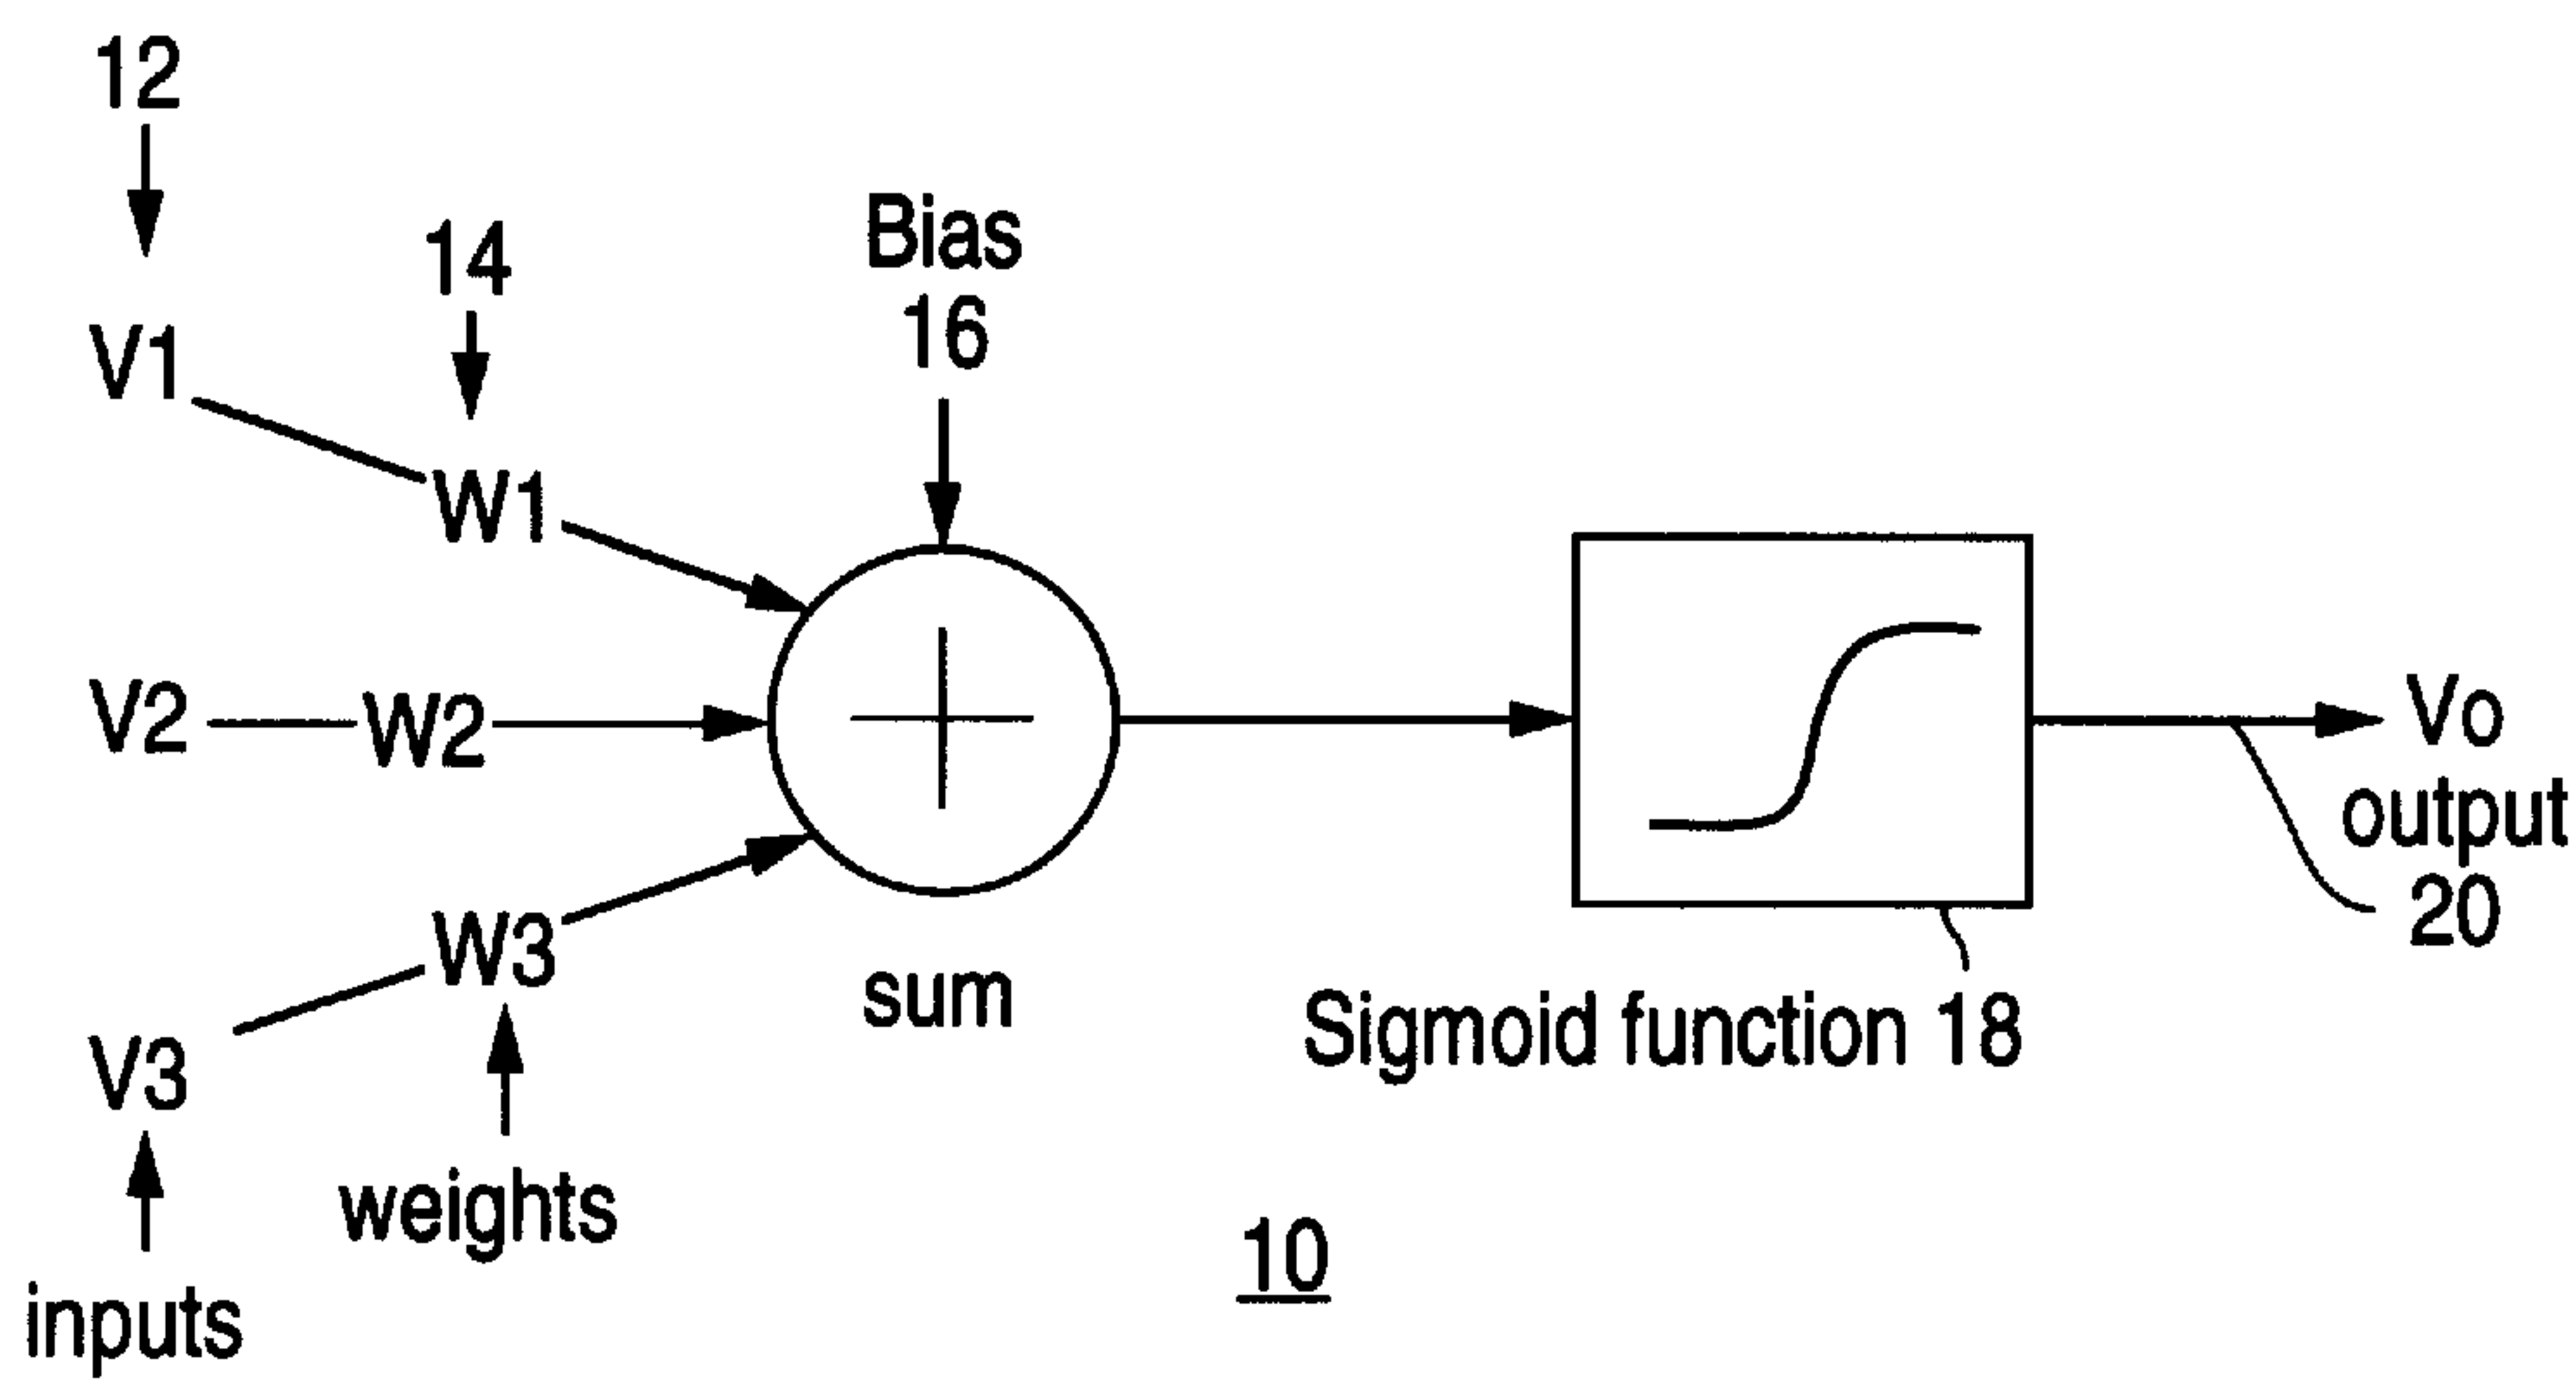 12
14
Bias
16
V1
W1
V2
W2
W3
V3
sum
Vo
output
20
Sigmoid function 18
weights
inputs
10